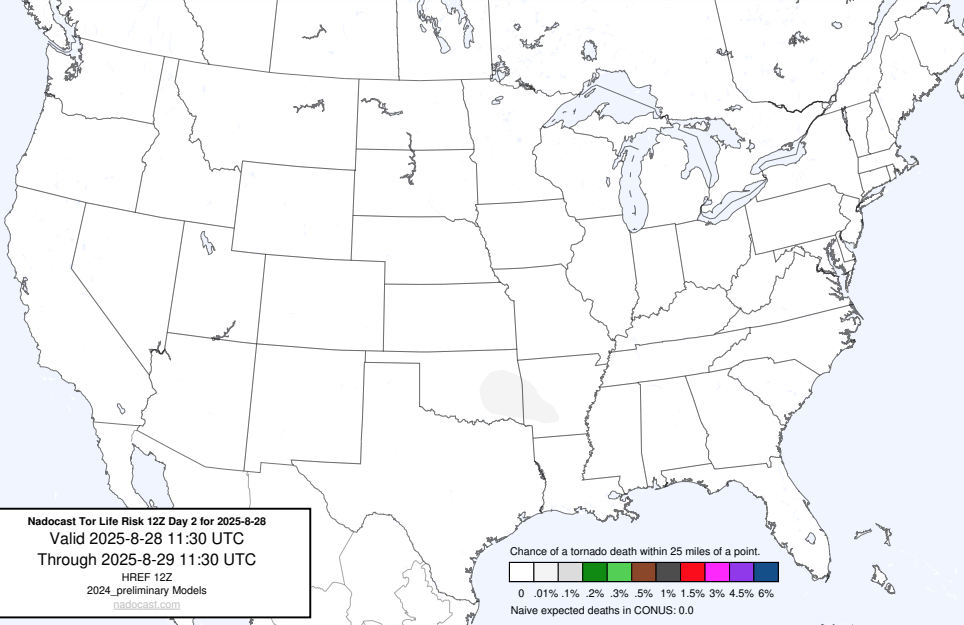 Nadocast Tor Life Risk 12Z Day 2 for 2025-8-28
Valid 2025-8-28 11:30 UTC
Through 2025-8-29 11:30 UTC
HREF 12Z
2024_preliminary Models
nadocast.com
Chance of a tornado death within 25 miles of a point.
0 .01% .1% .2% .3% .5% 1% 1.5% 3% 4.5% 6%
Naive expected deaths in CONUS: 0.0